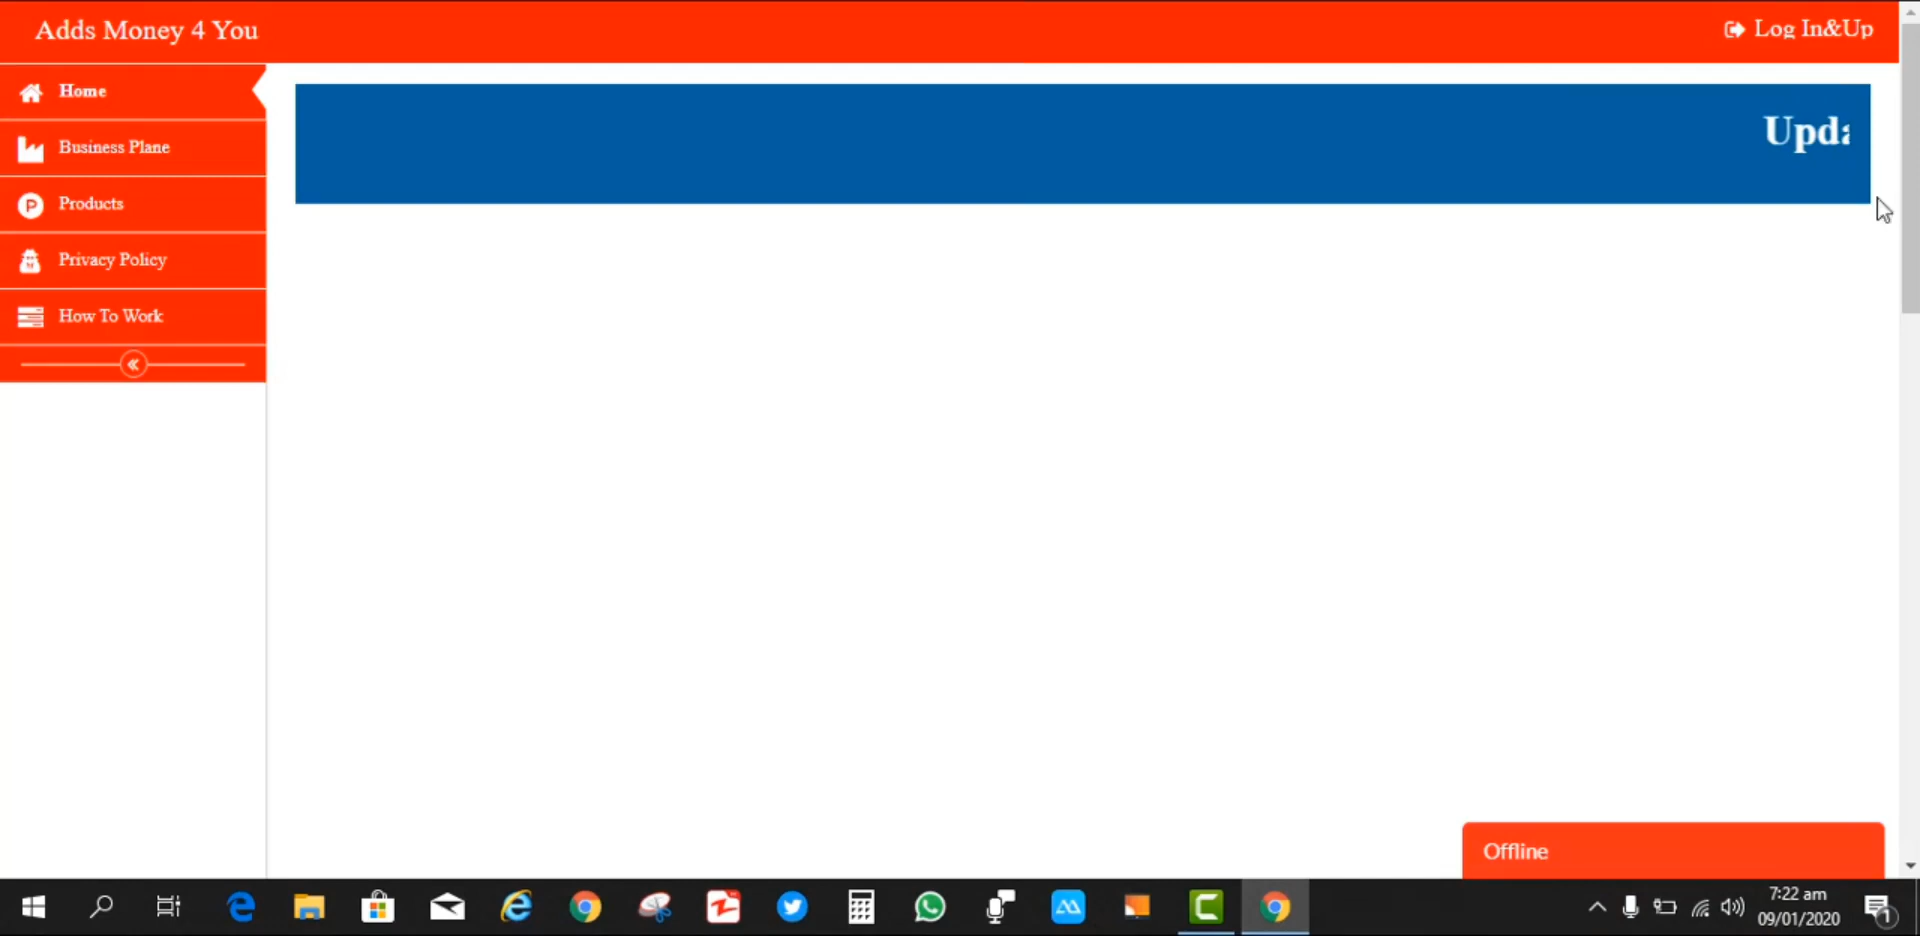 Adds Money 4 You
Log In&Up
Home
Business Plane
Products
Privacy Policy
How To Work
Upda
Offline
7:22 am
09/01/2020